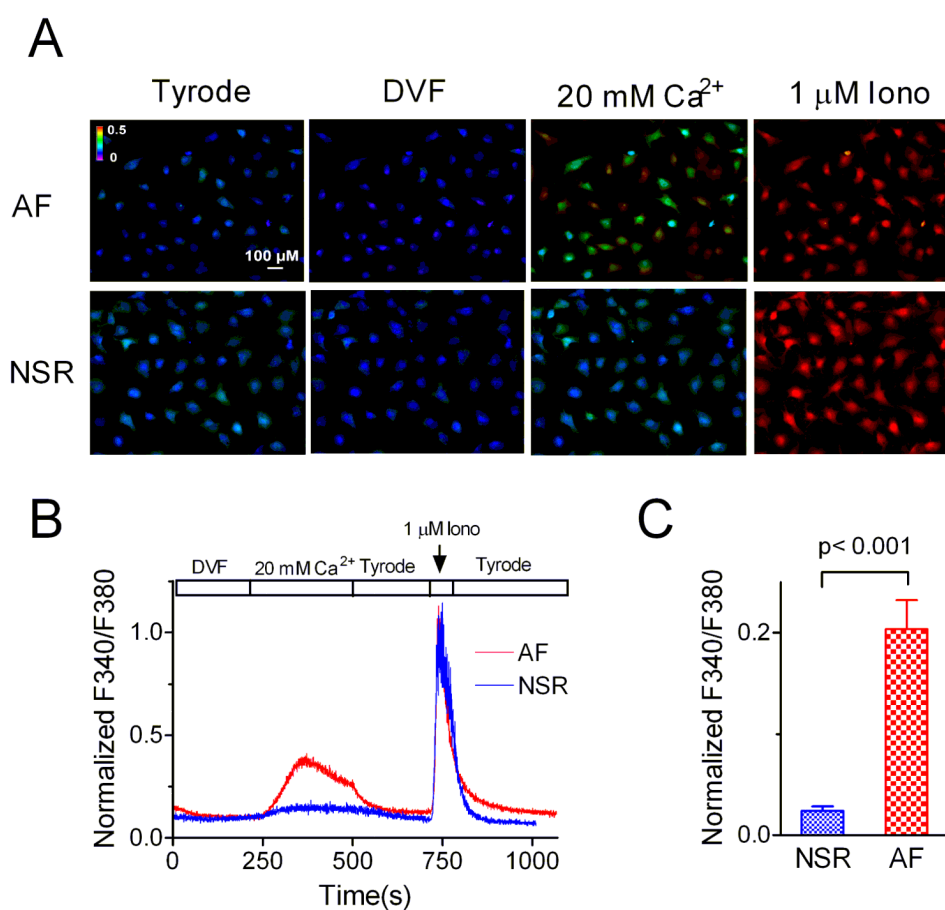 A
Tyrode DVF 20 mM Ca²⁺ 1 μM Iono
0.5
0
AF
100 μM
NSR
B
1 μM Iono
DVF 20 mM Ca²⁺ Tyrode Tyrode
Normalized F340/F380
1.0
0.5
0.0
AF
NSR
0 250 500 750 1000
Time(s)
C
p< 0.001
Normalized F340/F380
0.2
0.0
NSR AF